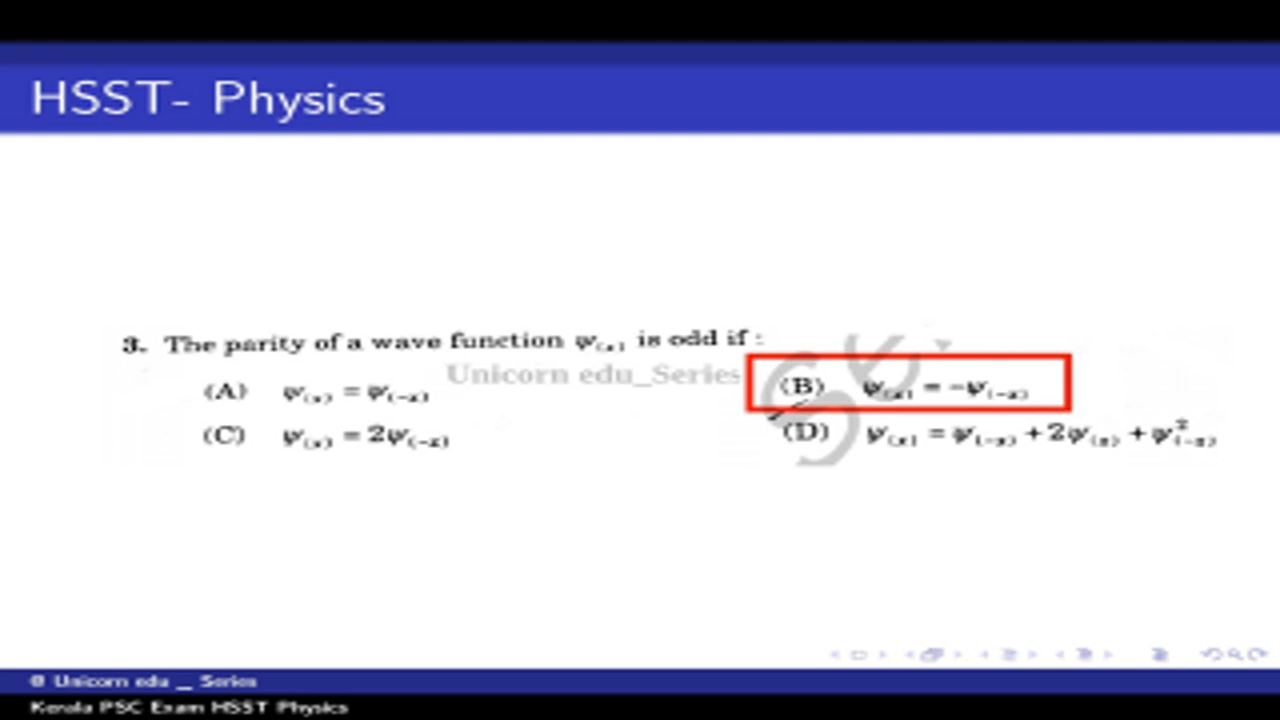 HSST- Physics
3. The parity of a wave function ψ(x) is odd if :
Unicorn edu_Series
(A) ψ(x) = ψ(−x)
(B) ψ(x) = −ψ(−x)
(C) ψ(x) = 2ψ(−x)
(D) ψ(x) = ψ(−x) + 2ψ(x) + ψ²(−x)
© Unicorn edu _ Series
Kerala PSC Exam HSST Physics